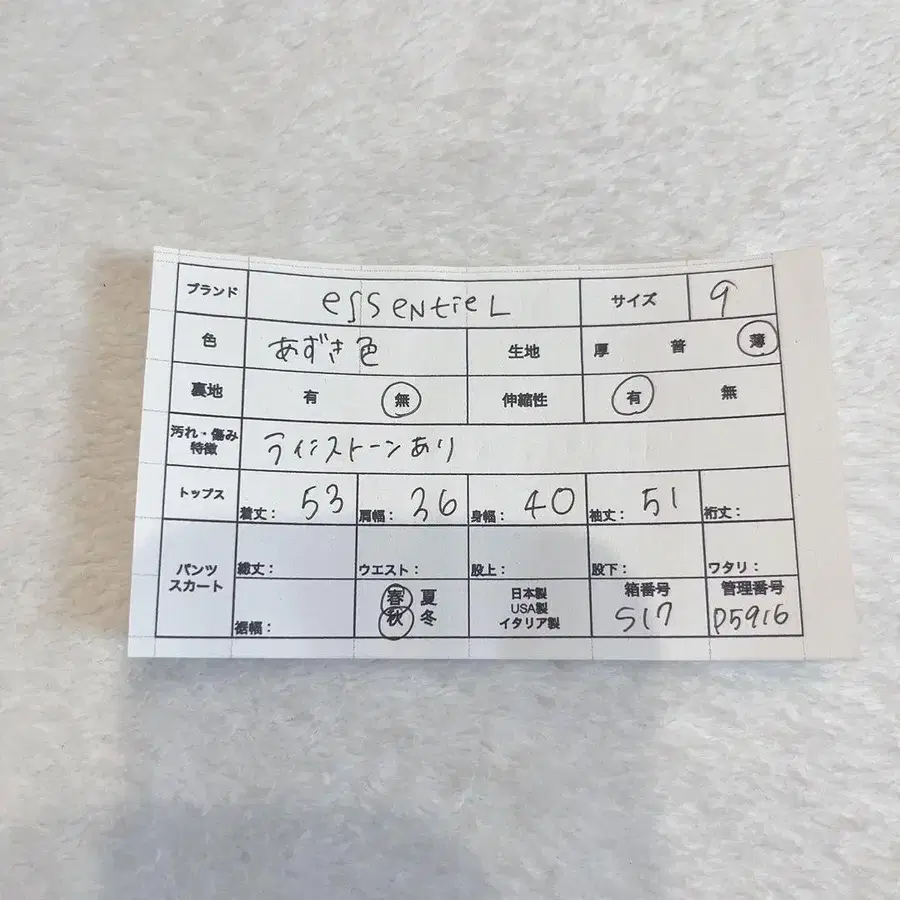 ブランド essentieL サイズ 9
色 あずき色 生地 厚 普 薄
裏地 有 無 伸縮性 有 無
汚れ・傷み
特徴 ラインストーンあり
トップス 着丈: 53 肩幅: 36 身幅: 40 袖丈: 51 裄丈:
パンツ
スカート 総丈: ウエスト: 股上: 股下: ワタリ:
裾幅: 春 夏
秋 冬
日本製
USA製
イタリア製
箱番号
517
管理番号
P5916